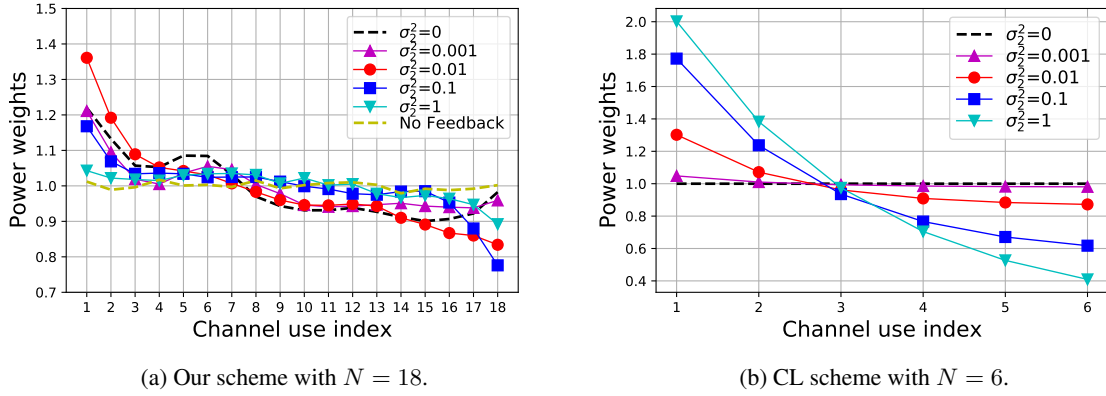 1.5
1.4
1.3
1.2
1.1
1.0
0.9
0.8
0.7
Power weights
1 2 3 4 5 6 7 8 9 10 11 12 13 14 15 16 17 18
Channel use index
σ₂²=0
σ₂²=0.001
σ₂²=0.01
σ₂²=0.1
σ₂²=1
No Feedback
(a) Our scheme with N = 18.
2.0
1.8
1.6
1.4
1.2
1.0
0.8
0.6
0.4
Power weights
1 2 3 4 5 6
Channel use index
σ₂²=0
σ₂²=0.001
σ₂²=0.01
σ₂²=0.1
σ₂²=1
(b) CL scheme with N = 6.